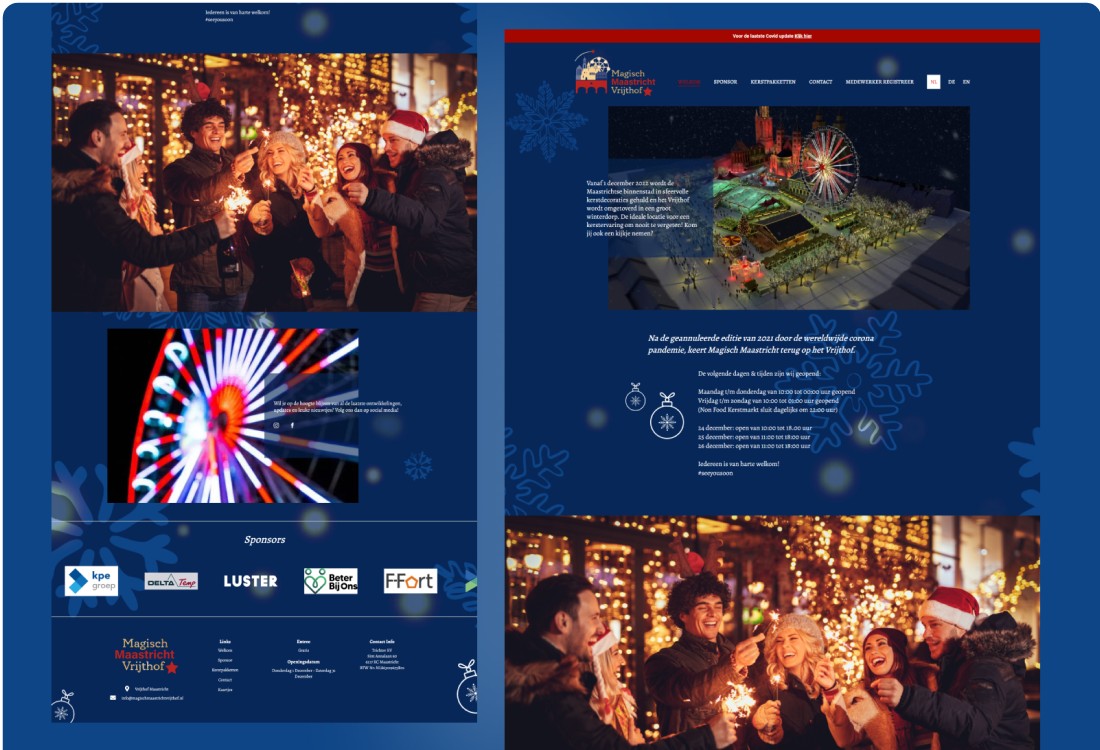 Iedereen is van harte welkom!
#seeyousoon
Wil je op de hoogte blijven van al de laatste ontwikkelingen,
updates en leuke nieuwtjes? Volg ons dan op social media!
Sponsors
kpe
groep
DELTA Temp
LUSTER
Beter
Bij Ons
F-Fort
Magisch
Maastricht
Vrijthof
Vrijthof Maastricht
info@magischmaastrichtvrijthof.nl
Links
Welkom
Sponsor
Kerstpakketten
Contact
Entree
Gratis
Openingsdatum
Donderdag 1 December - Zaterdag 31
December
Contact Info
Voor de laatste Covid update Klik hier
Magisch
Maastricht
Vrijthof
WELKOM
SPONSOR
KERSTPAKKETTEN
CONTACT
MEDEWERKER REGISTREER
NL
DE
EN
Vanaf 1 december 2022 wordt de
Maastrichtse binnenstad in sfeervolle
kerstdecoraties gehuld en het Vrijthof
wordt omgetoverd in een groot
winterdorp. De ideale locatie voor een
kerstervaring om nooit te vergeten! Kom
jij ook een kijkje nemen?
Na de geannuleerde editie van 2021 door de wereldwijde corona
pandemie, keert Magisch Maastricht terug op het Vrijthof.
De volgende dagen & tijden zijn wij geopend:
Maandag t/m donderdag van 10:00 tot 00:00 uur geopend
Vrijdag t/m zondag van 10:00 tot 01:00 uur geopend
(Non Food Kerstmarkt sluit dagelijks om 22:00 uur)
24 december: open van 10:00 tot 18.00 uur
25 december: open van 11:00 tot 18:00 uur
26 december: open van 11:00 tot 18:00 uur
Iedereen is van harte welkom!
#seeyousoon